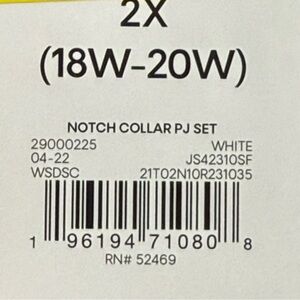 2X
(18W-20W)
NOTCH COLLAR PJ SET
29000225 WHITE
04-22 JS42310SF
WSDSC 21T02N10R231035
1 96194 71080 8
RN# 52469